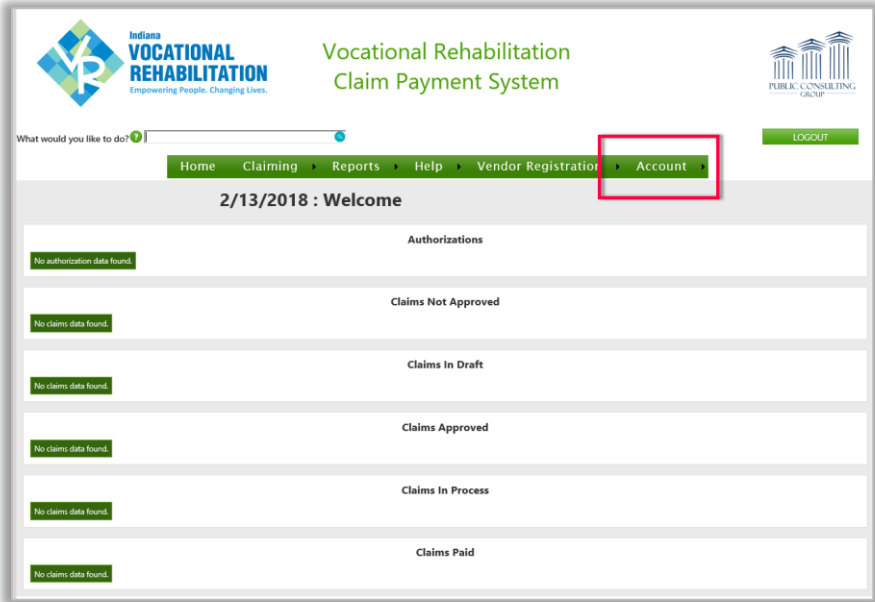 Indiana
VOCATIONAL
REHABILITATION
Empowering People. Changing Lives.
VR
Vocational Rehabilitation
Claim Payment System
PUBLIC CONSULTING
GROUP
What would you like to do? ?
LOGOUT
Home Claiming Reports Help Vendor Registration Account
2/13/2018 : Welcome
Authorizations
No authorization data found.
Claims Not Approved
No claims data found.
Claims In Draft
No claims data found.
Claims Approved
No claims data found.
Claims In Process
No claims data found.
Claims Paid
No claims data found.